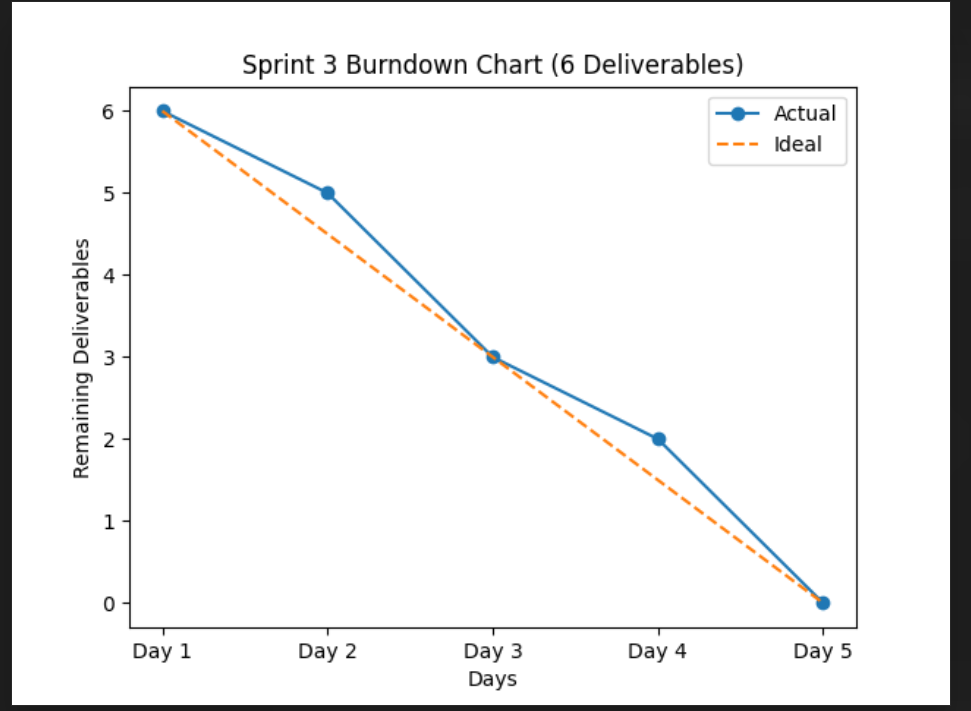 Sprint 3 Burndown Chart (6 Deliverables)
Actual
Ideal
Remaining Deliverables
6
5
4
3
2
1
0
Day 1 Day 2 Day 3 Day 4 Day 5
Days